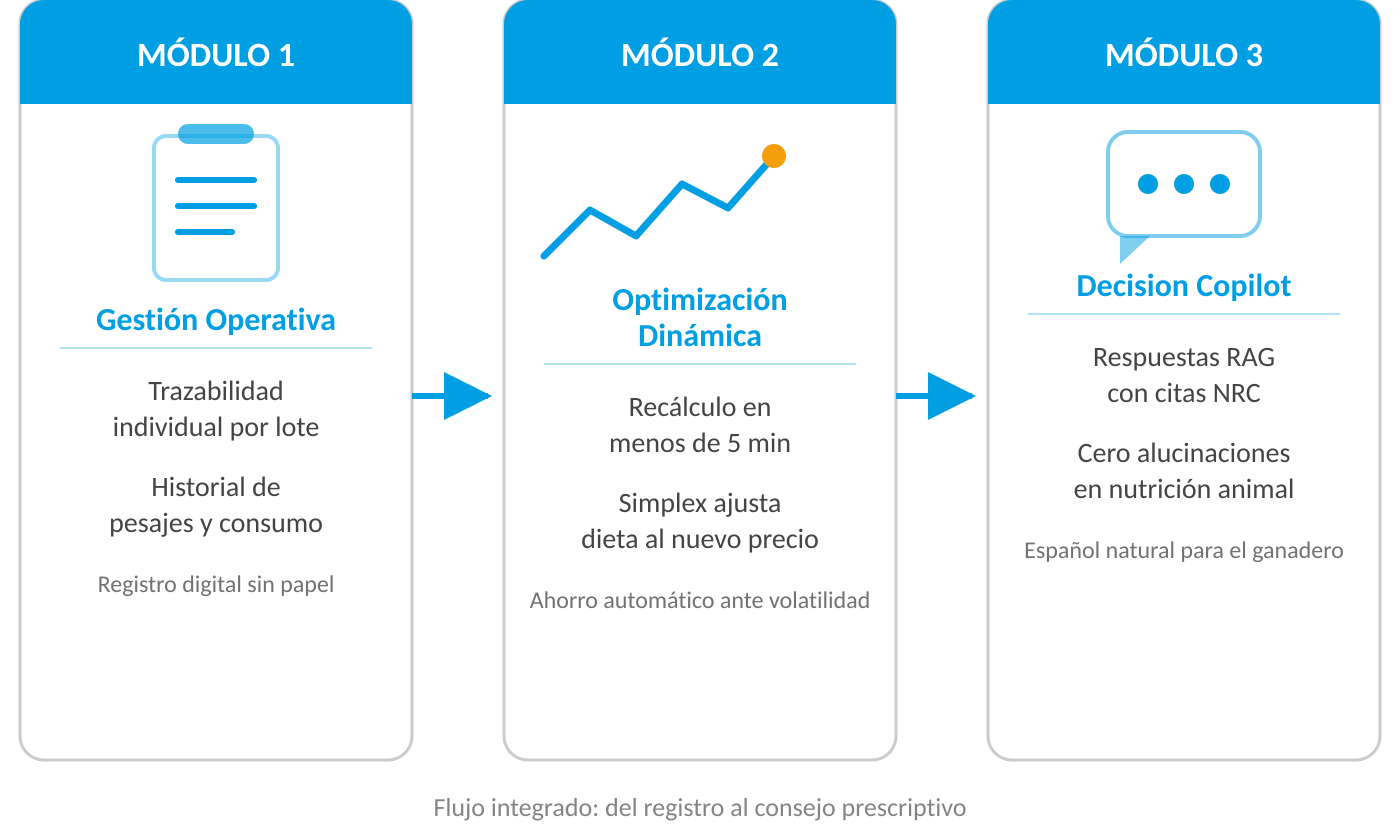 MÓDULO 1
Gestión Operativa
Trazabilidad
individual por lote
Historial de
pesajes y consumo
Registro digital sin papel
MÓDULO 2
Optimización
Dinámica
Recálculo en
menos de 5 min
Simplex ajusta
dieta al nuevo precio
Ahorro automático ante volatilidad
MÓDULO 3
Decision Copilot
Respuestas RAG
con citas NRC
Cero alucinaciones
en nutrición animal
Español natural para el ganadero
Flujo integrado: del registro al consejo prescriptivo